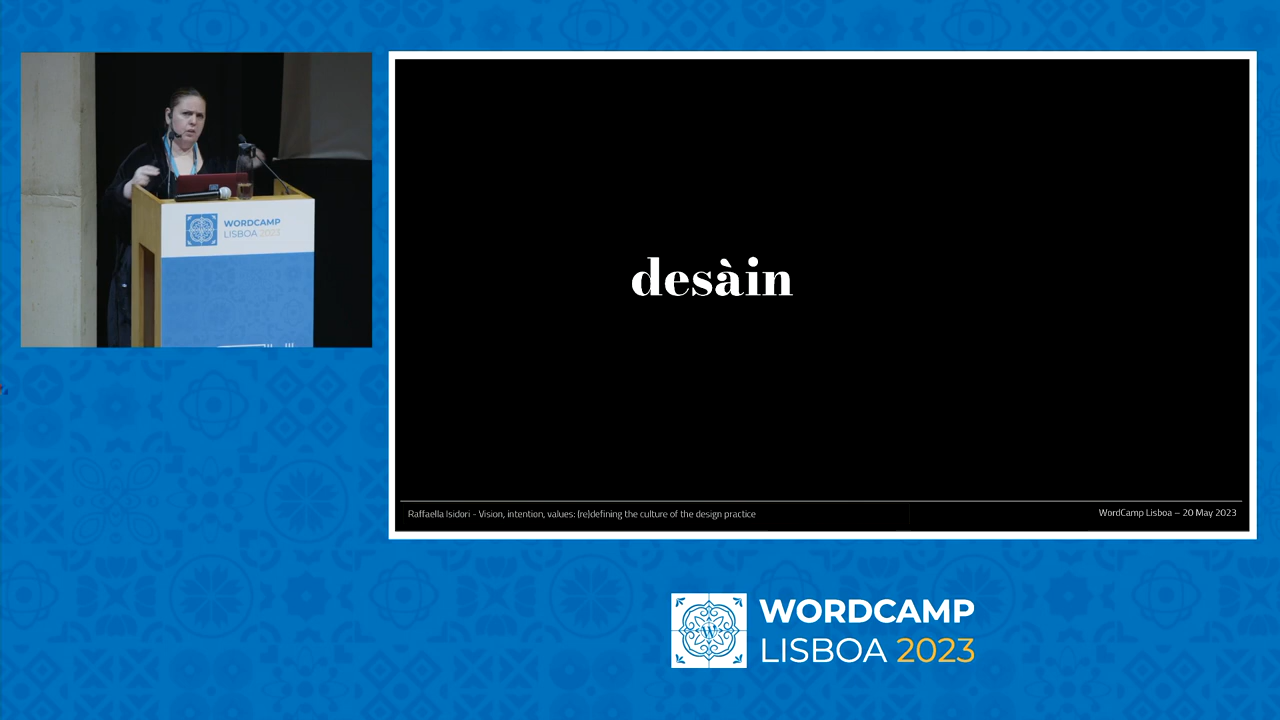 WORDCAMP
LISBOA 2023
desàin
Raffaella Isidori - Vision, intention, values: (re)defining the culture of the design practice
WordCamp Lisboa – 20 May 2023
WORDCAMP
LISBOA 2023